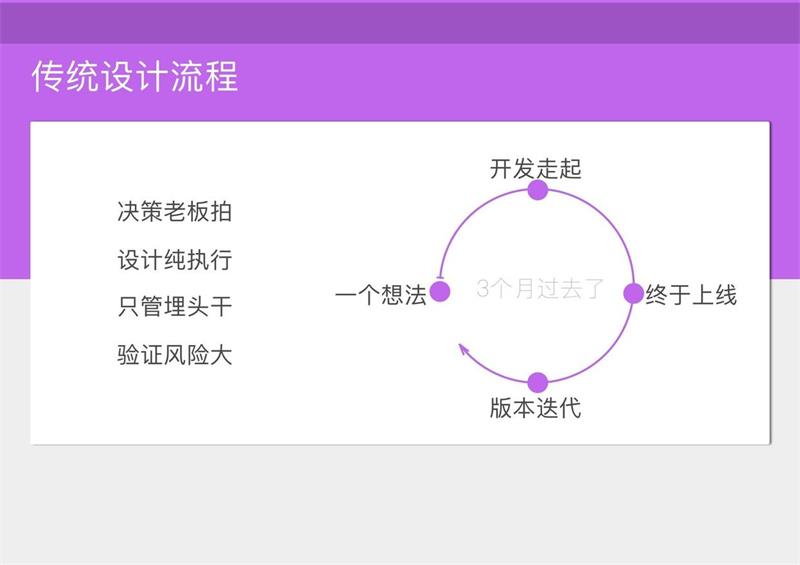 传统设计流程
决策老板拍
设计纯执行
只管埋头干
验证风险大
开发走起
一个想法
3个月过去了
终于上线
版本迭代